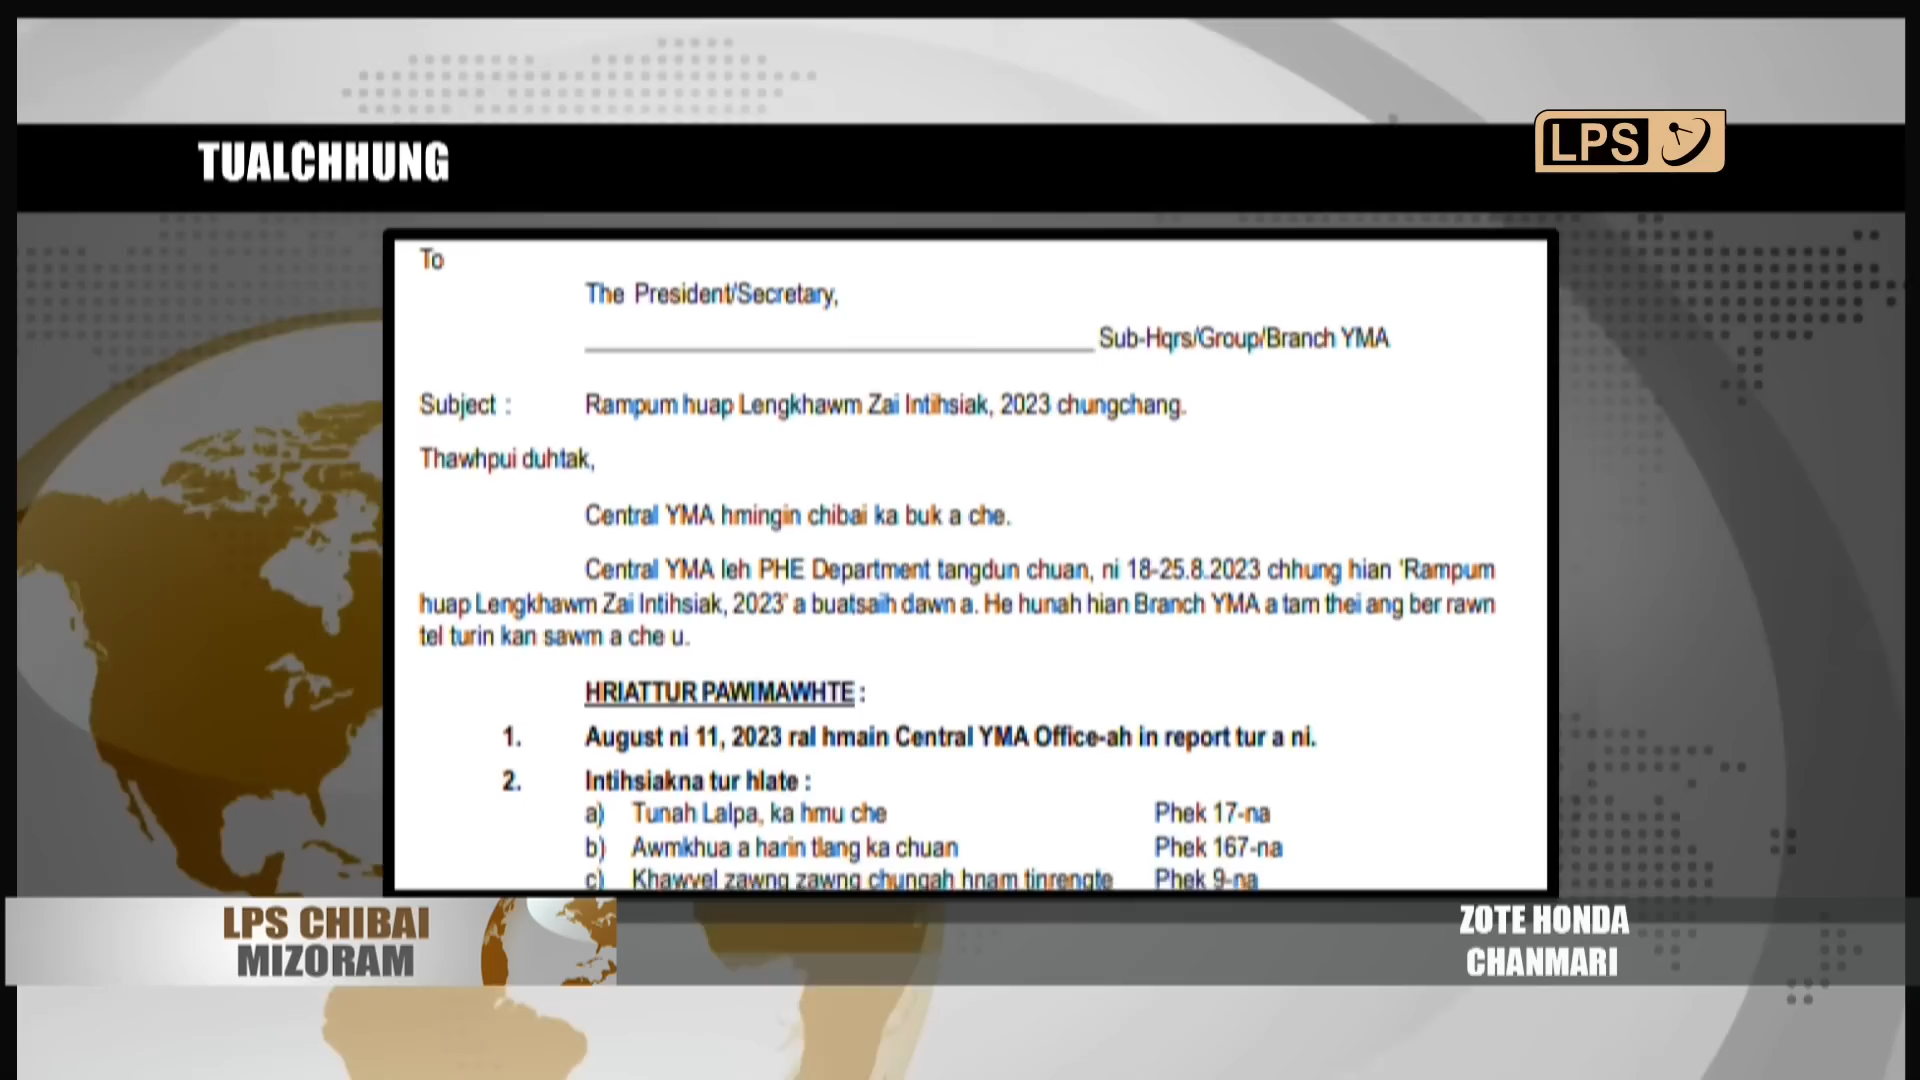 TUALCHHUNG
LPS
To
The President/Secretary,
Sub-Hqrs/Group/Branch YMA
Subject : Rampum huap Lengkhawm Zai Intihsiak, 2023 chungchang.
Thawhpui duhtak,
Central YMA hmingin chibai ka buk a che.
Central YMA leh PHE Department tangdun chuan, ni 18-25.8.2023 chhung hian 'Rampum
huap Lengkhawm Zai Intihsiak, 2023' a buatsaih dawn a. He hunah hian Branch YMA a tam thei ang ber rawn
tel turin kan sawm a che u.
HRIATTUR PAWIMAWHTE :
1. August ni 11, 2023 ral hmain Central YMA Office-ah in report tur a ni.
2. Intihsiakna tur hlate :
a) Tunah Lalpa, ka hmu che Phek 17-na
b) Awmkhua a harin tlang ka chuan Phek 167-na
c) Khawvel zawng zawng chungah hnam tinrengte Phek 9-na
LPS CHIBAI
MIZORAM
ZOTE HONDA
CHANMARI